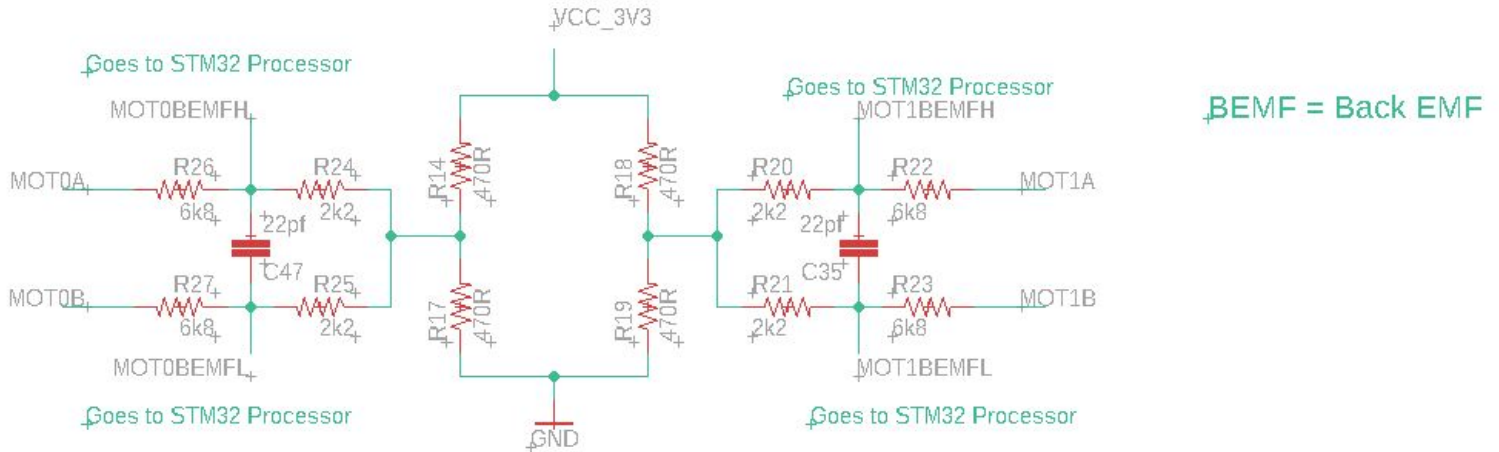 VCC_3V3
Goes to STM32 Processor
Goes to STM32 Processor
BEMF = Back EMF
MOT0BEMFH
MOT1BEMFH
R26
R24
R14
470R
R18
470R
R20
R22
MOT0A
MOT1A
6k8
2k2
2k2
6k8
22pf
22pf
C47
C35
R27
R25
R17
470R
R19
470R
R21
R23
MOT0B
MOT1B
6k8
2k2
2k2
6k8
MOT0BEMFL
MOT1BEMFL
Goes to STM32 Processor
Goes to STM32 Processor
GND